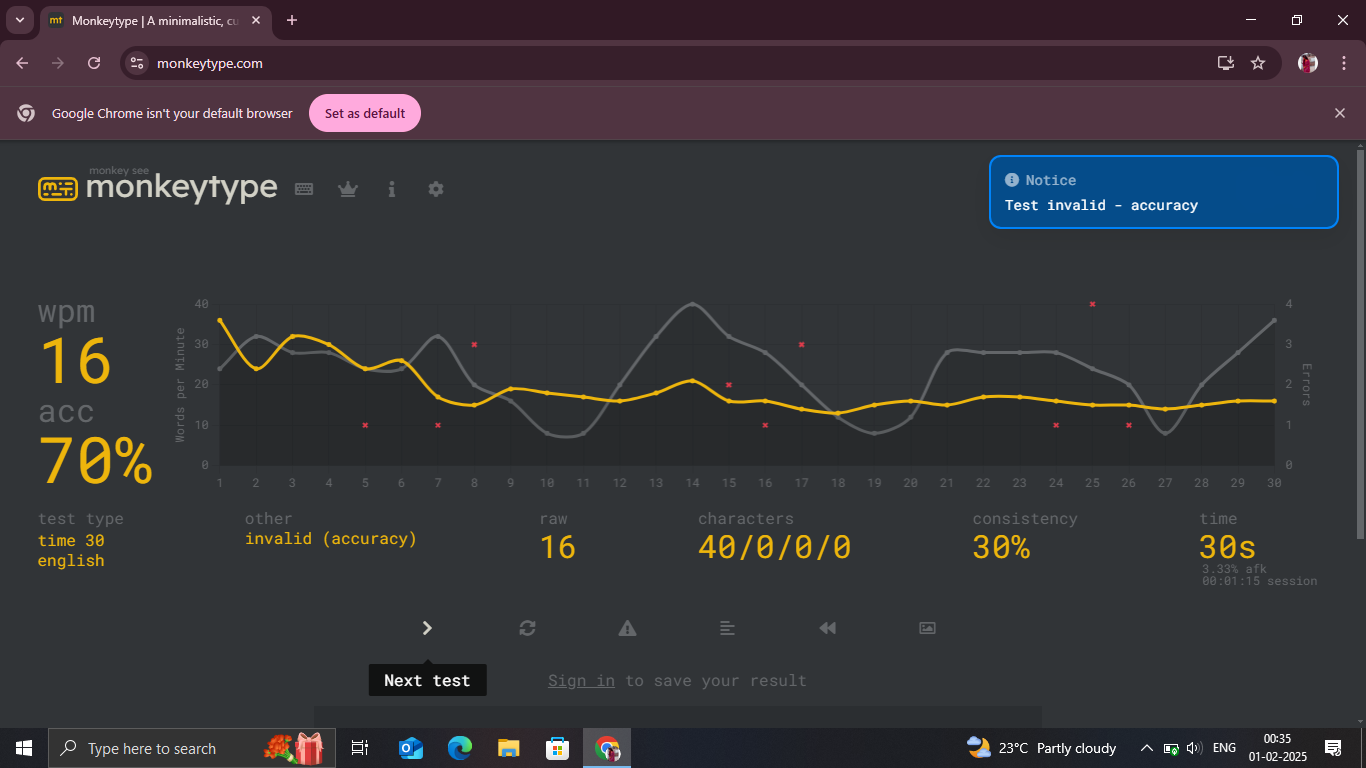 Monkeytype | A minimalistic, cu
monkeytype.com
Google Chrome isn't your default browser
Set as default
monkey see
monkeytype
Notice
Test invalid - accuracy
wpm
16
acc
70%
Words per Minute
40
30
20
10
0
4
3
2
1
0
Errors
1 2 3 4 5 6 7 8 9 10 11 12 13 14 15 16 17 18 19 20 21 22 23 24 25 26 27 28 29 30
test type
time 30
english
other
invalid (accuracy)
raw
16
characters
40/0/0/0
consistency
30%
time
30s
3.33% afk
00:01:15 session
Next test
Sign in to save your result
Type here to search
23°C Partly cloudy
ENG
00:35
01-02-2025